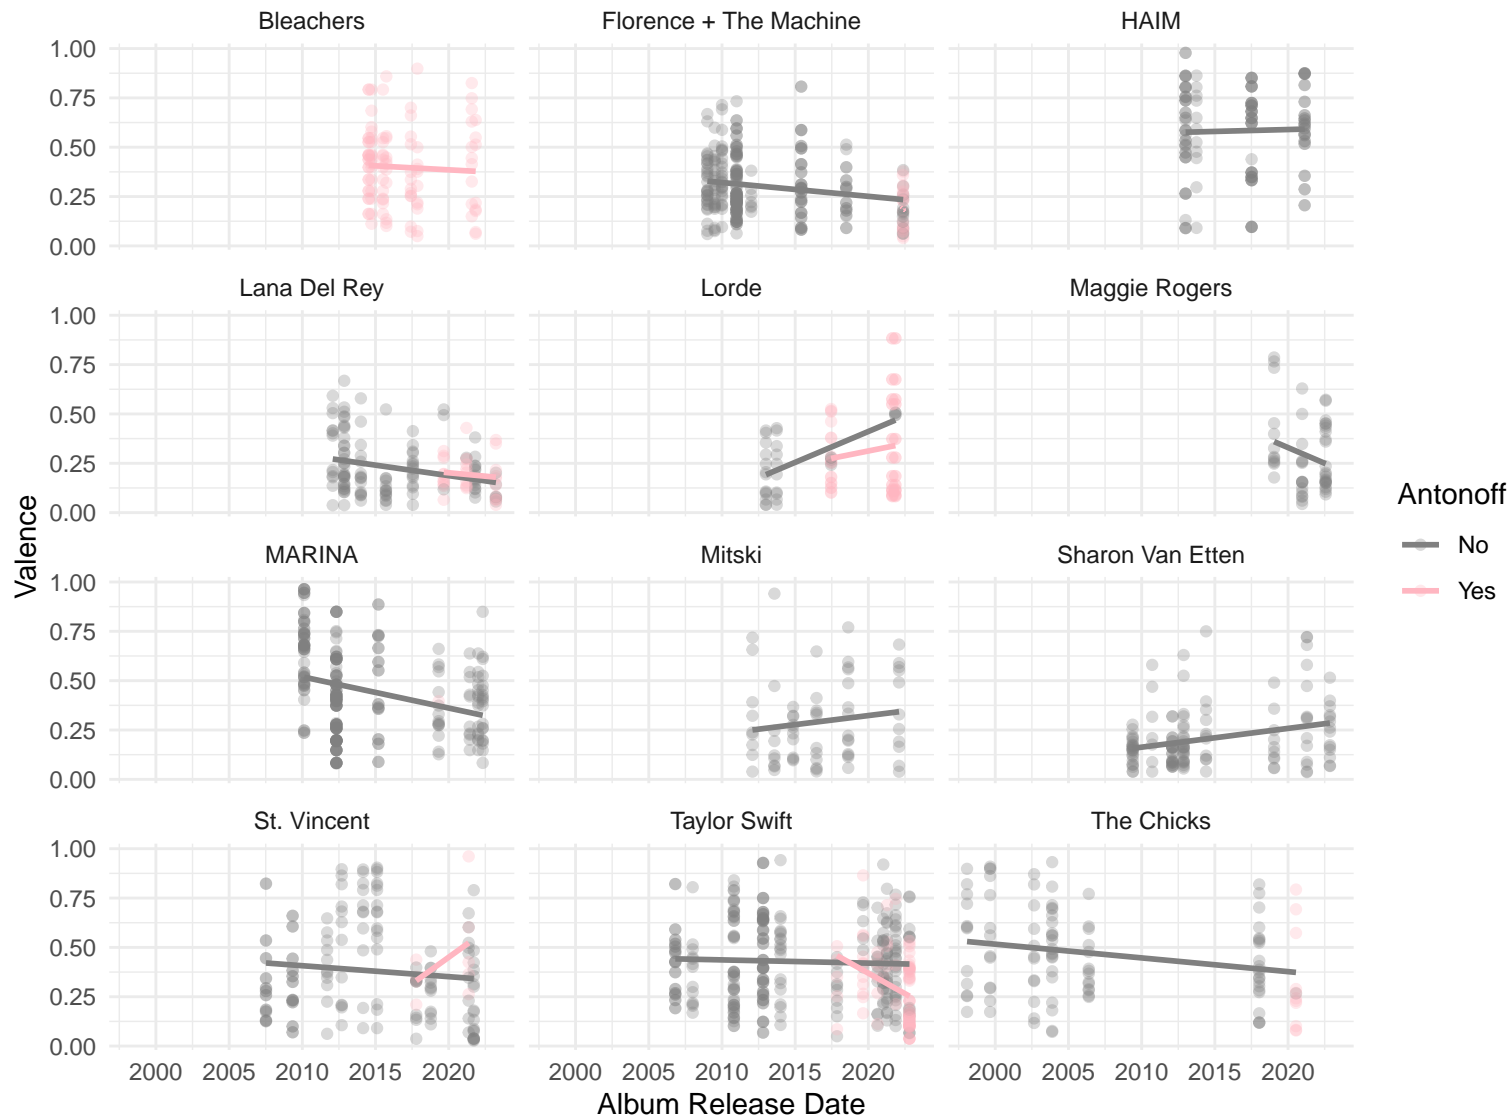 Bleachers Florence + The Machine HAIM
1.00
0.75
0.50
0.25
0.00
Lana Del Rey Lorde Maggie Rogers
1.00
0.75
0.50
0.25
0.00
MARINA Mitski Sharon Van Etten
1.00
0.75
0.50
0.25
0.00
St. Vincent Taylor Swift The Chicks
1.00
0.75
0.50
0.25
0.00
2000 2005 2010 2015 2020 2000 2005 2010 2015 2020 2000 2005 2010 2015 2020
Album Release Date
Valence
Antonoff
No
Yes